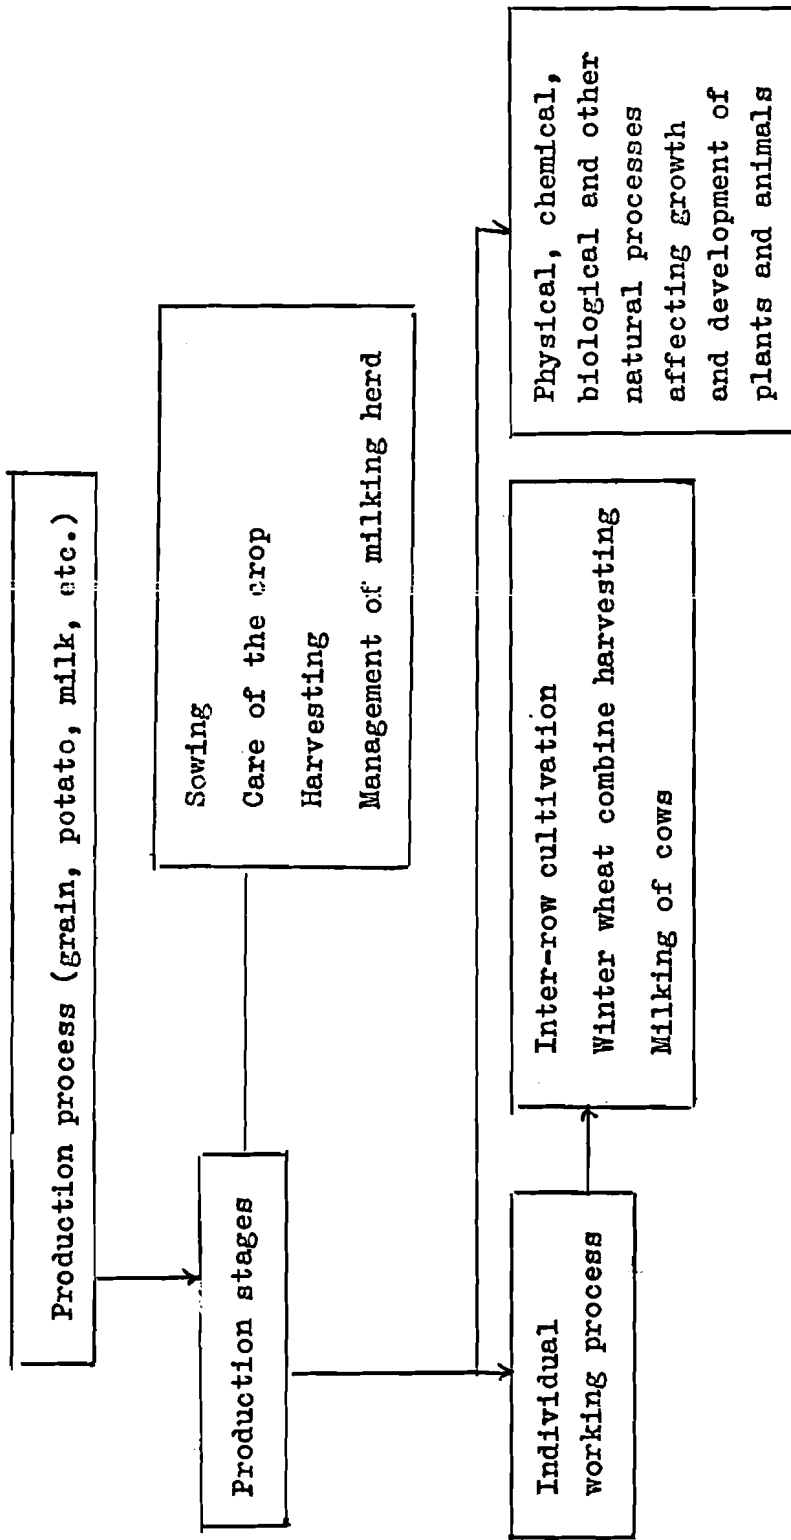 Production process (grain, potato, milk, etc.)
Production stages
Sowing
Care of the crop
Harvesting
Management of milking herd
Individual
working process
Inter-row cultivation
Winter wheat combine harvesting
Milking of cows
Physical, chemical,
biological and other
natural processes
affecting growth
and development of
plants and animals